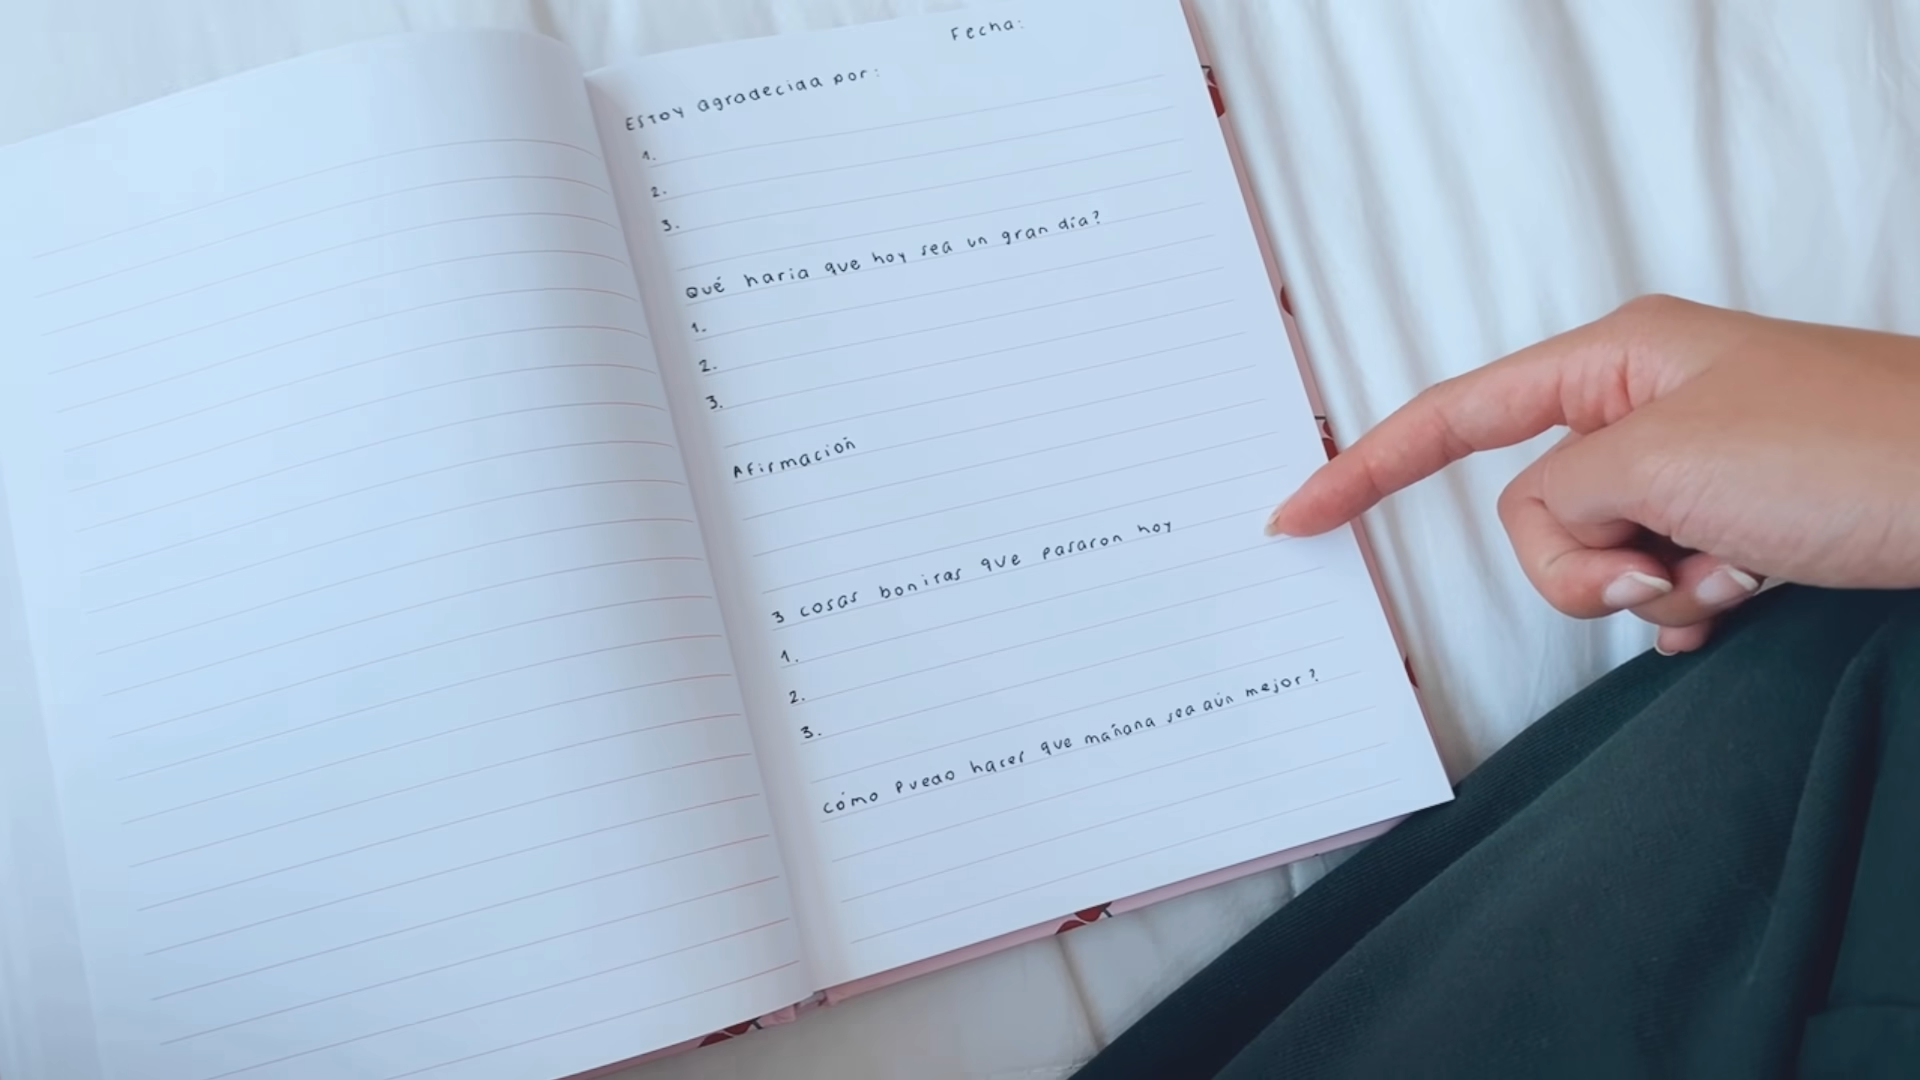 Fecha:
Estoy agradecida por:
1.
2.
3.
Qué haria que hoy sea un gran día?
1.
2.
3.
Afirmación
3 cosas bonitas que pasaron hoy
1.
2.
3.
cómo puedo hacer que mañana sea aún mejor?